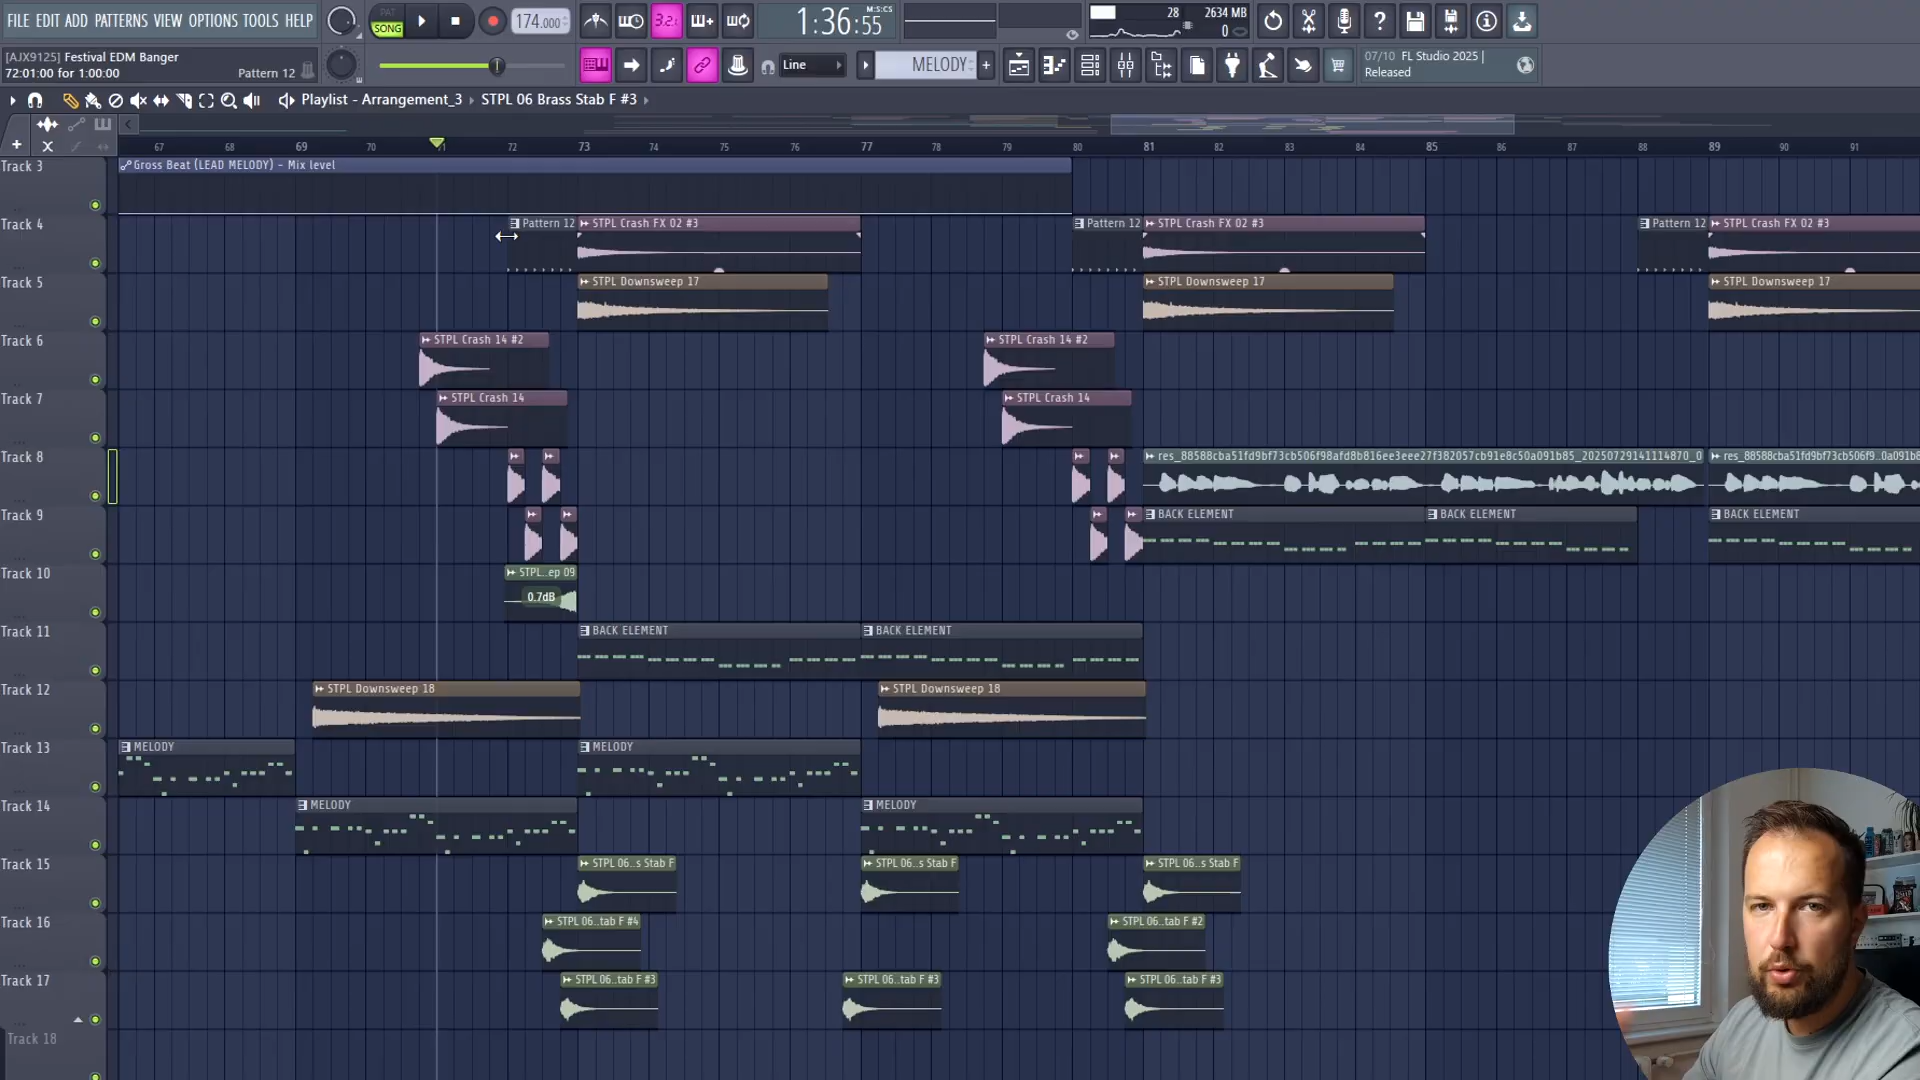 FILE EDIT ADD PATTERNS VIEW OPTIONS TOOLS HELP
PAT
SONG
174.000
3.2.
1:36:55
M:S:CS
28
2634 MB
0
[AJX9125] Festival EDM Banger
72:01:00 for 1:00:00
Pattern 12
Line
MELODY
07/10 FL Studio 2025 |
Released
Playlist - Arrangement_3 › STPL 06 Brass Stab F #3 ›
67 68 69 70 71 72 73 74 75 76 77 78 79 80 81 82 83 84 85 86 87 88 89 90 91
Track 3
Gross Beat (LEAD MELODY) - Mix level
Track 4
Pattern 12 STPL Crash FX 02 #3 Pattern 12 STPL Crash FX 02 #3 Pattern 12 STPL Crash FX 02 #3
Track 5
STPL Downsweep 17 STPL Downsweep 17 STPL Downsweep 17
Track 6
STPL Crash 14 #2 STPL Crash 14 #2
Track 7
STPL Crash 14 STPL Crash 14
Track 8
res_88588cba51fd9bf73cb506f98afd8b816ee3eee27f382057cb91e8c50a091b85_20250729141114870_0 res_88588cba51fd9bf73cb506f9..0a091b8
Track 9
BACK ELEMENT BACK ELEMENT BACK ELEMENT
Track 10
STPL..ep 09
0.7dB
Track 11
BACK ELEMENT BACK ELEMENT
Track 12
STPL Downsweep 18 STPL Downsweep 18
Track 13
MELODY MELODY
Track 14
MELODY MELODY
Track 15
STPL 06..s Stab F STPL 06..s Stab F STPL 06..s Stab F
Track 16
STPL 06..tab F #4 STPL 06..tab F #2
Track 17
STPL 06..tab F #3 STPL 06..tab F #3 STPL 06..tab F #3
Track 18